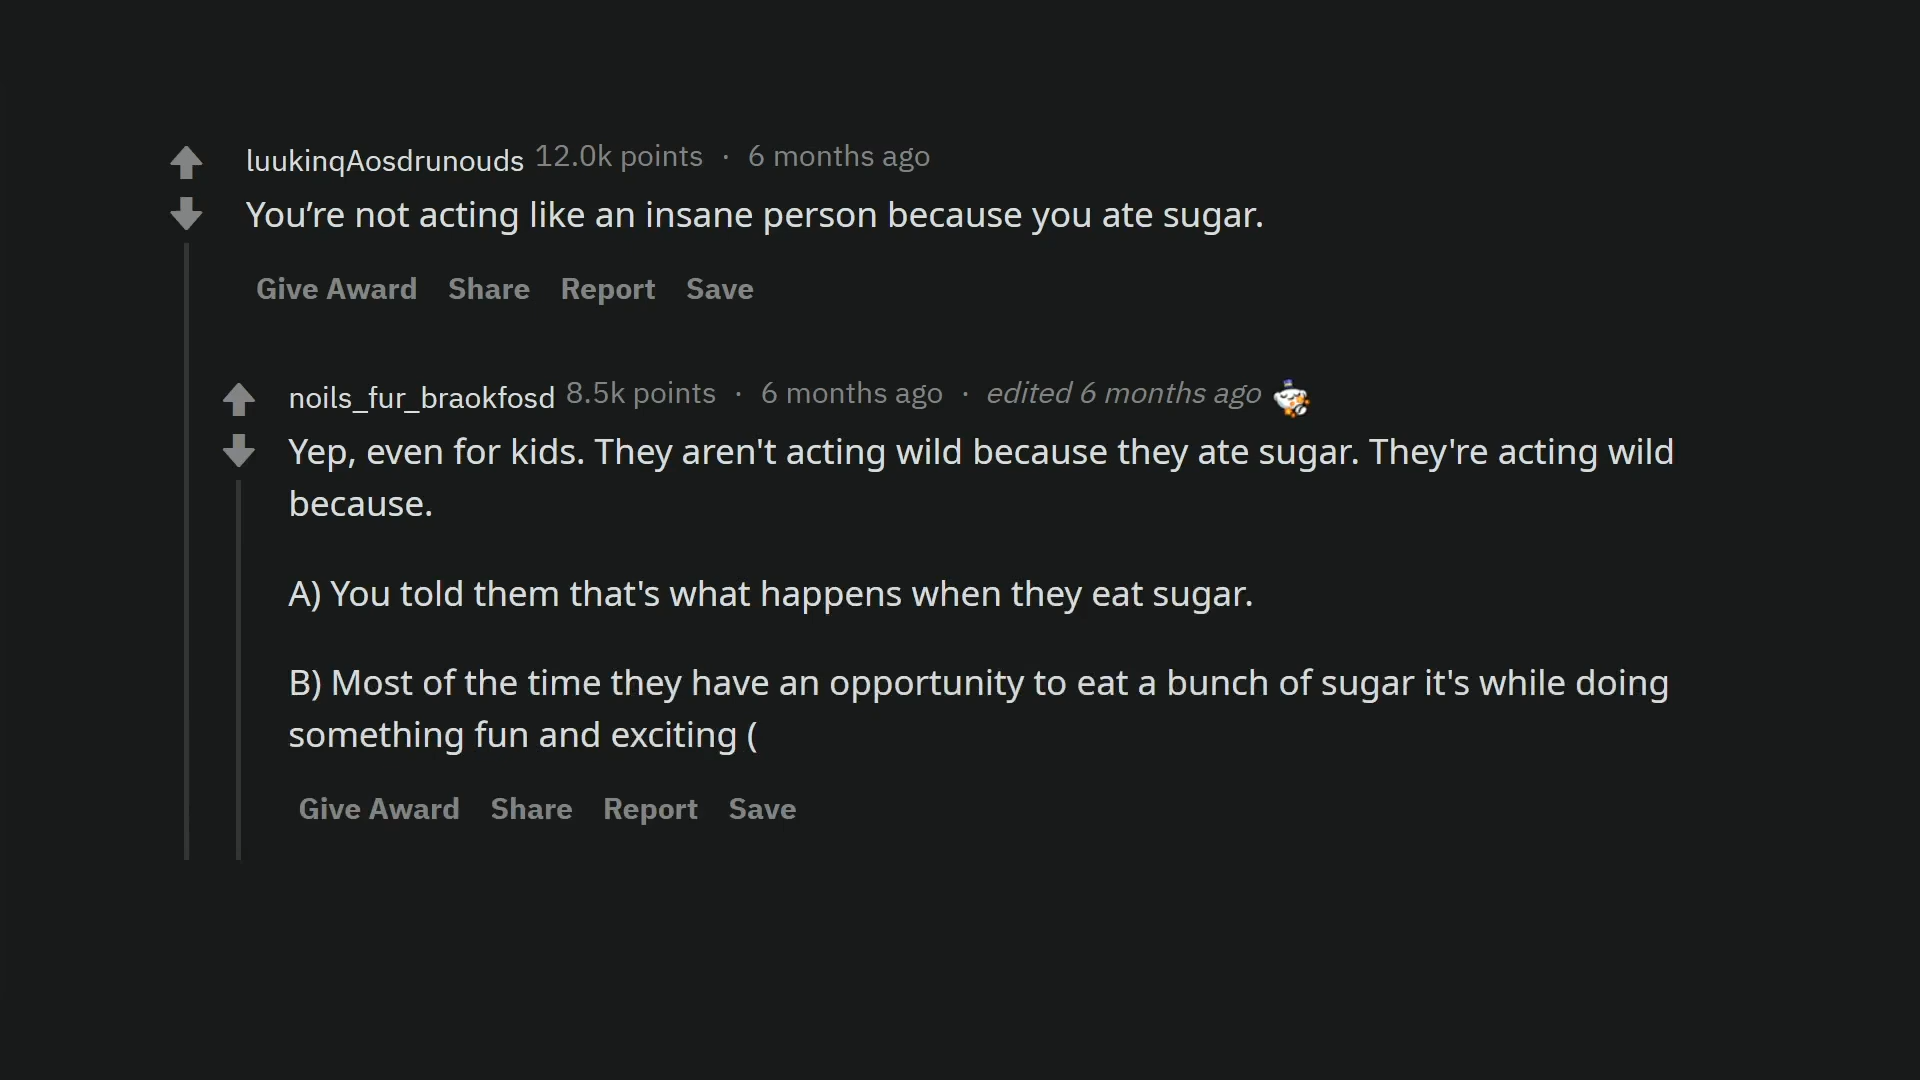 luukinqAosdrunouds 12.0k points · 6 months ago
You’re not acting like an insane person because you ate sugar.
Give Award Share Report Save
noils_fur_braokfosd 8.5k points · 6 months ago · edited 6 months ago
Yep, even for kids. They aren't acting wild because they ate sugar. They're acting wild
because.
A) You told them that's what happens when they eat sugar.
B) Most of the time they have an opportunity to eat a bunch of sugar it's while doing
something fun and exciting (
Give Award Share Report Save